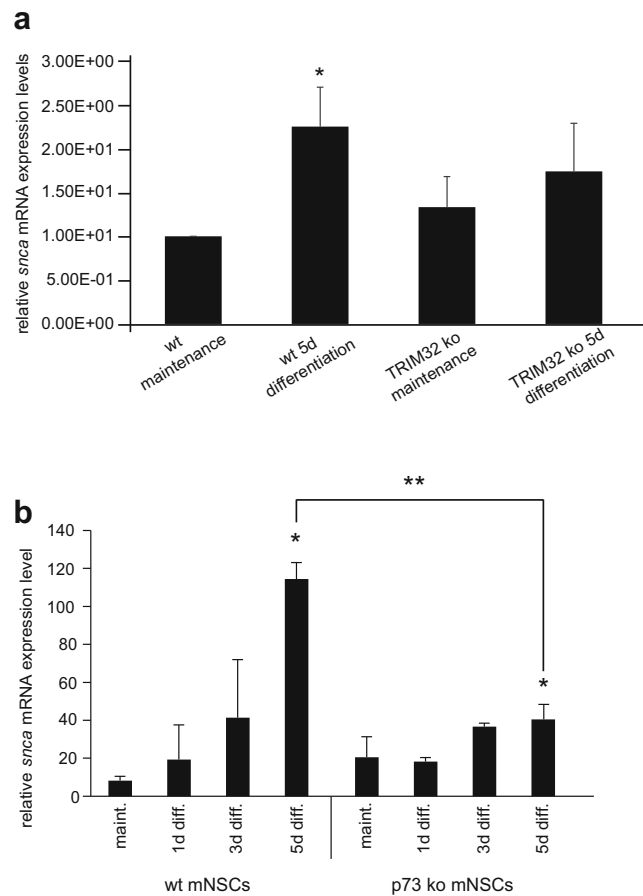 a
relative snca mRNA expression levels
3.00E+00
2.50E+00
2.00E+01
1.50E+01
1.00E+01
5.00E-01
0.00E+00
*
wt
maintenance
wt 5d
differentiation
TRIM32 ko
maintenance
TRIM32 ko 5d
differentiation
b
relative snca mRNA expression level
140
120
100
80
60
40
20
0
*
**
*
maint.
1d diff.
3d diff.
5d diff.
maint.
1d diff.
3d diff.
5d diff.
wt mNSCs
p73 ko mNSCs